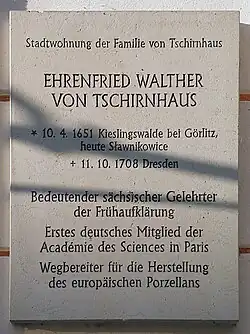 Stadtwohnung der Familie von Tschirnhaus
EHRENFRIED WALTHER
VON TSCHIRNHAUS
* 10. 4. 1651 Kieslingswalde bei Görlitz,
heute Sławnikowice
+ 11. 10. 1708 Dresden
Bedeutender sächsischer Gelehrter
der Frühaufklärung
Erstes deutsches Mitglied der
Académie des Sciences in Paris
Wegbereiter für die Herstellung
des europäischen Porzellans